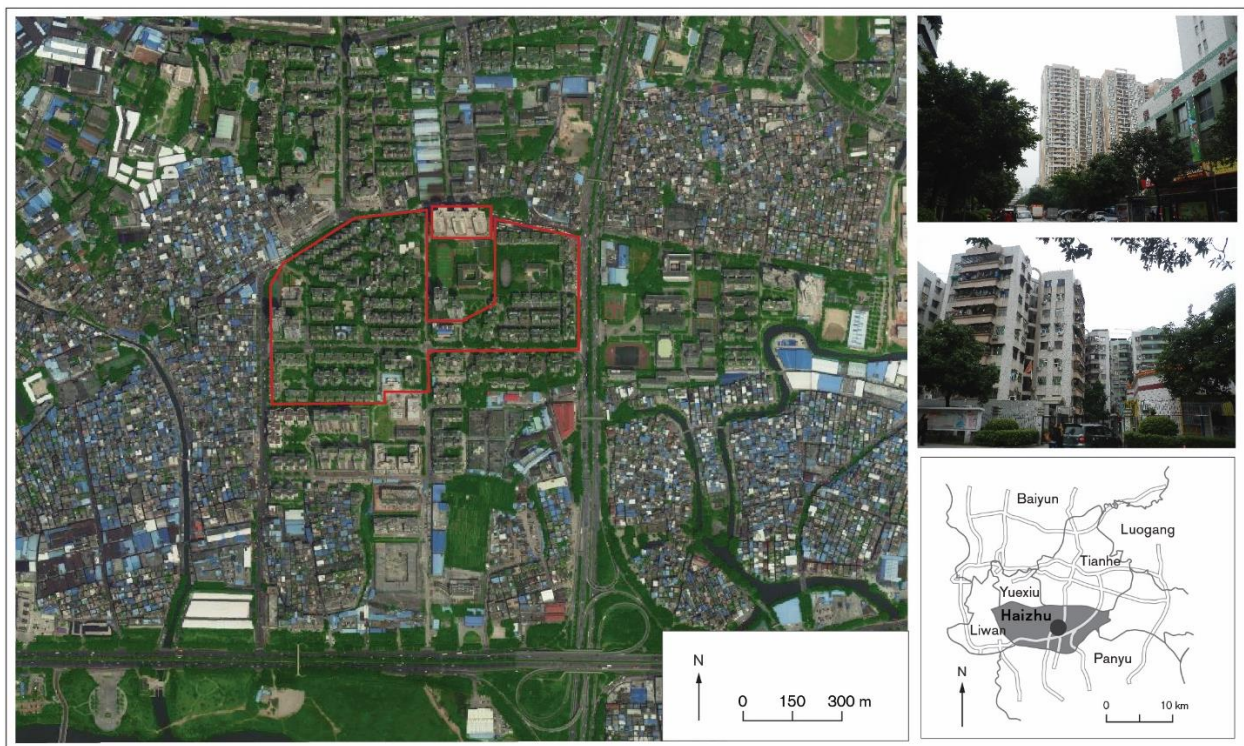 N
0 150 300 m
Baiyun
Luogang
Tianhe
Yuexiu
Haizhu
Liwan
Panyu
N
0 10 km